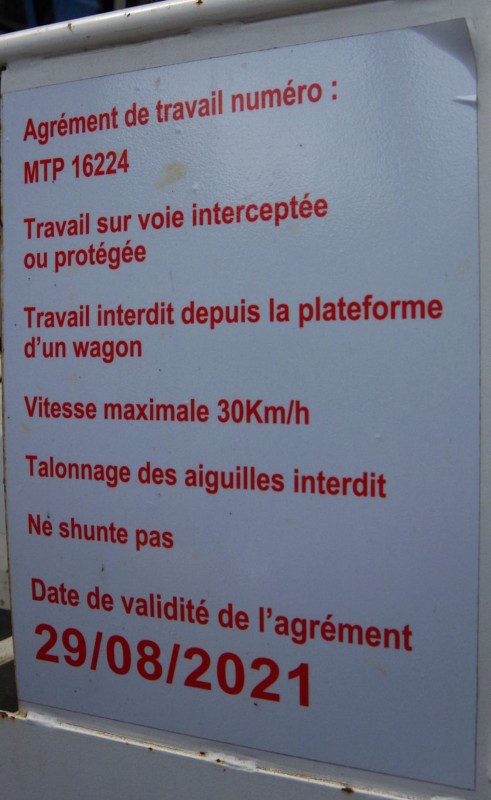 Agrément de travail numéro :
MTP 16224
Travail sur voie interceptée
ou protégée
Travail interdit depuis la plateforme
d'un wagon
Vitesse maximale 30Km/h
Talonnage des aiguilles interdit
Ne shunte pas
Date de validité de l'agrément
29/08/2021